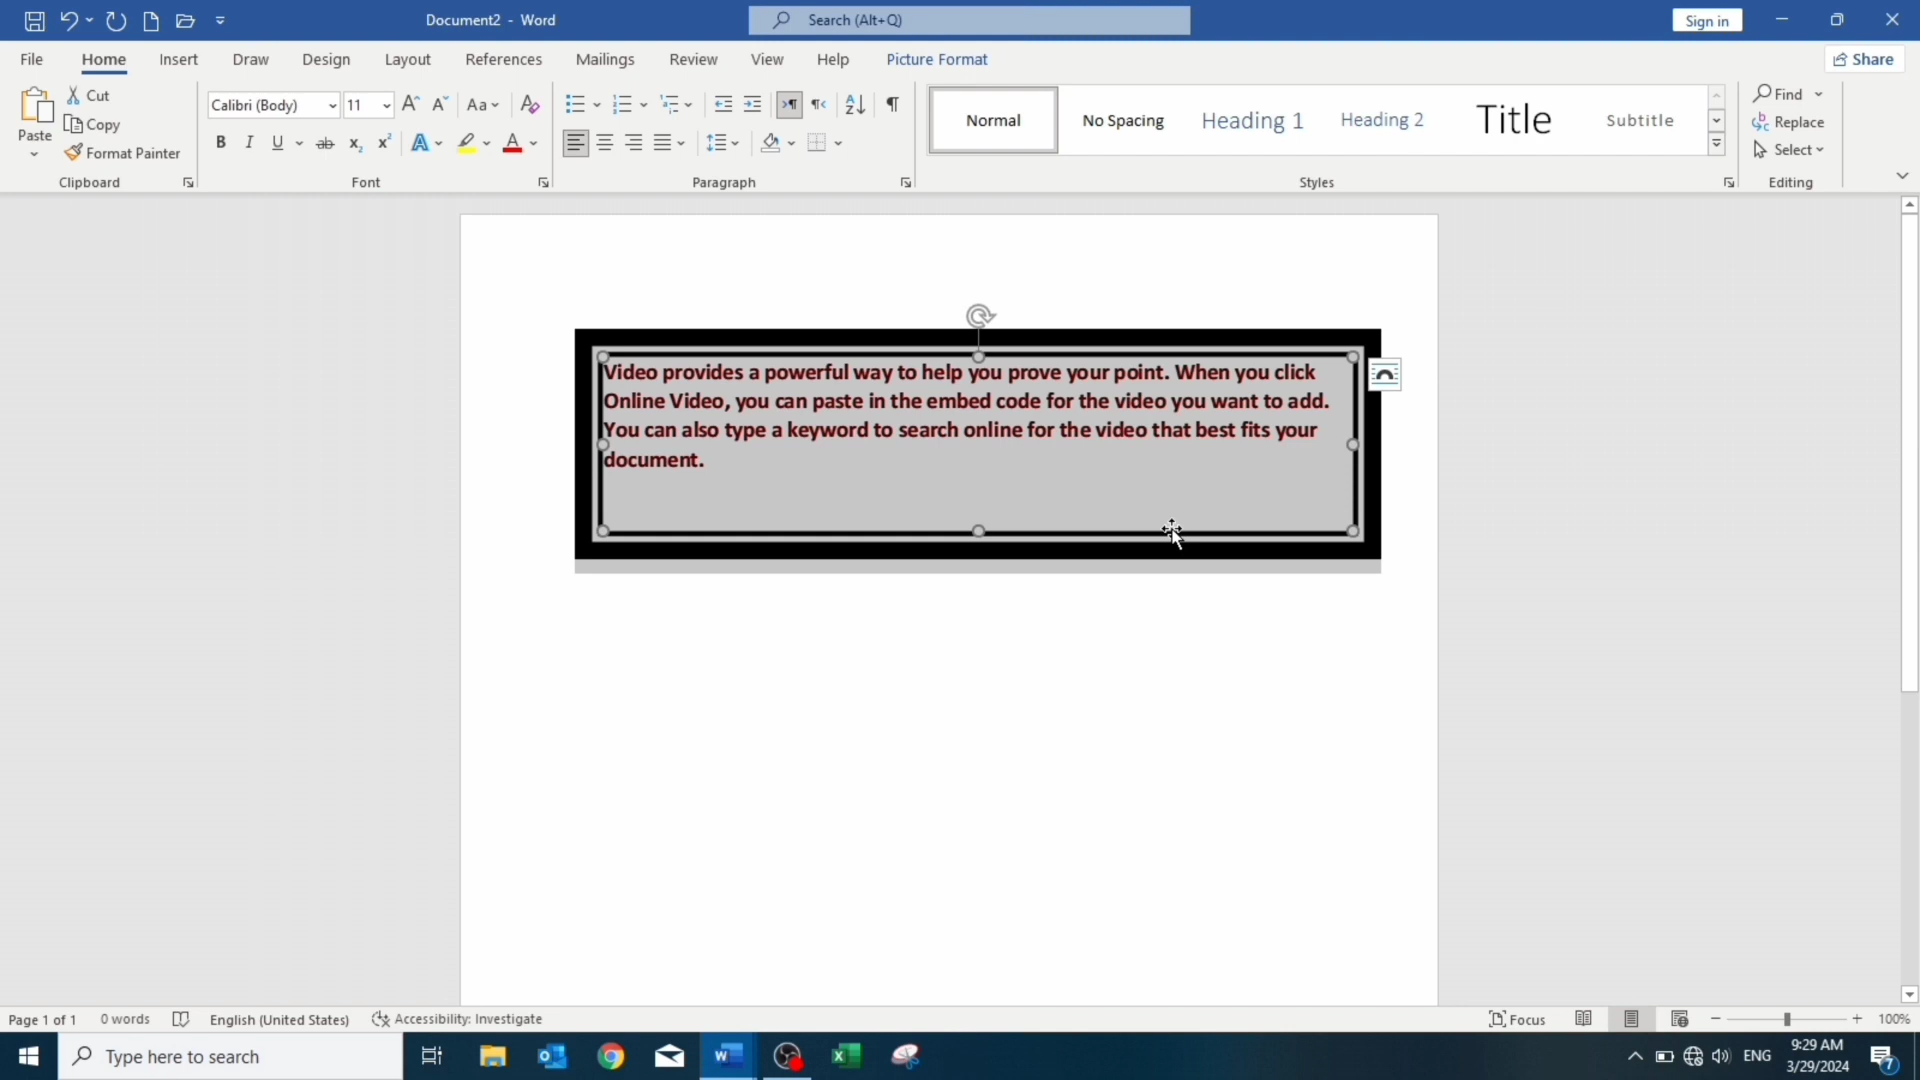 Document2 - Word
Search (Alt+Q)
Sign in
File Home Insert Draw Design Layout References Mailings Review View Help Picture Format
Share
Paste
Cut
Copy
Format Painter
Clipboard
Calibri (Body) 11
Font
Paragraph
Normal
No Spacing
Heading 1
Heading 2
Title
Subtitle
Styles
Find
Replace
Select
Editing
Video provides a powerful way to help you prove your point. When you click
Online Video, you can paste in the embed code for the video you want to add.
You can also type a keyword to search online for the video that best fits your
document.
Page 1 of 1 0 words English (United States) Accessibility: Investigate
Focus
100%
Type here to search
ENG
9:29 AM
3/29/2024
7